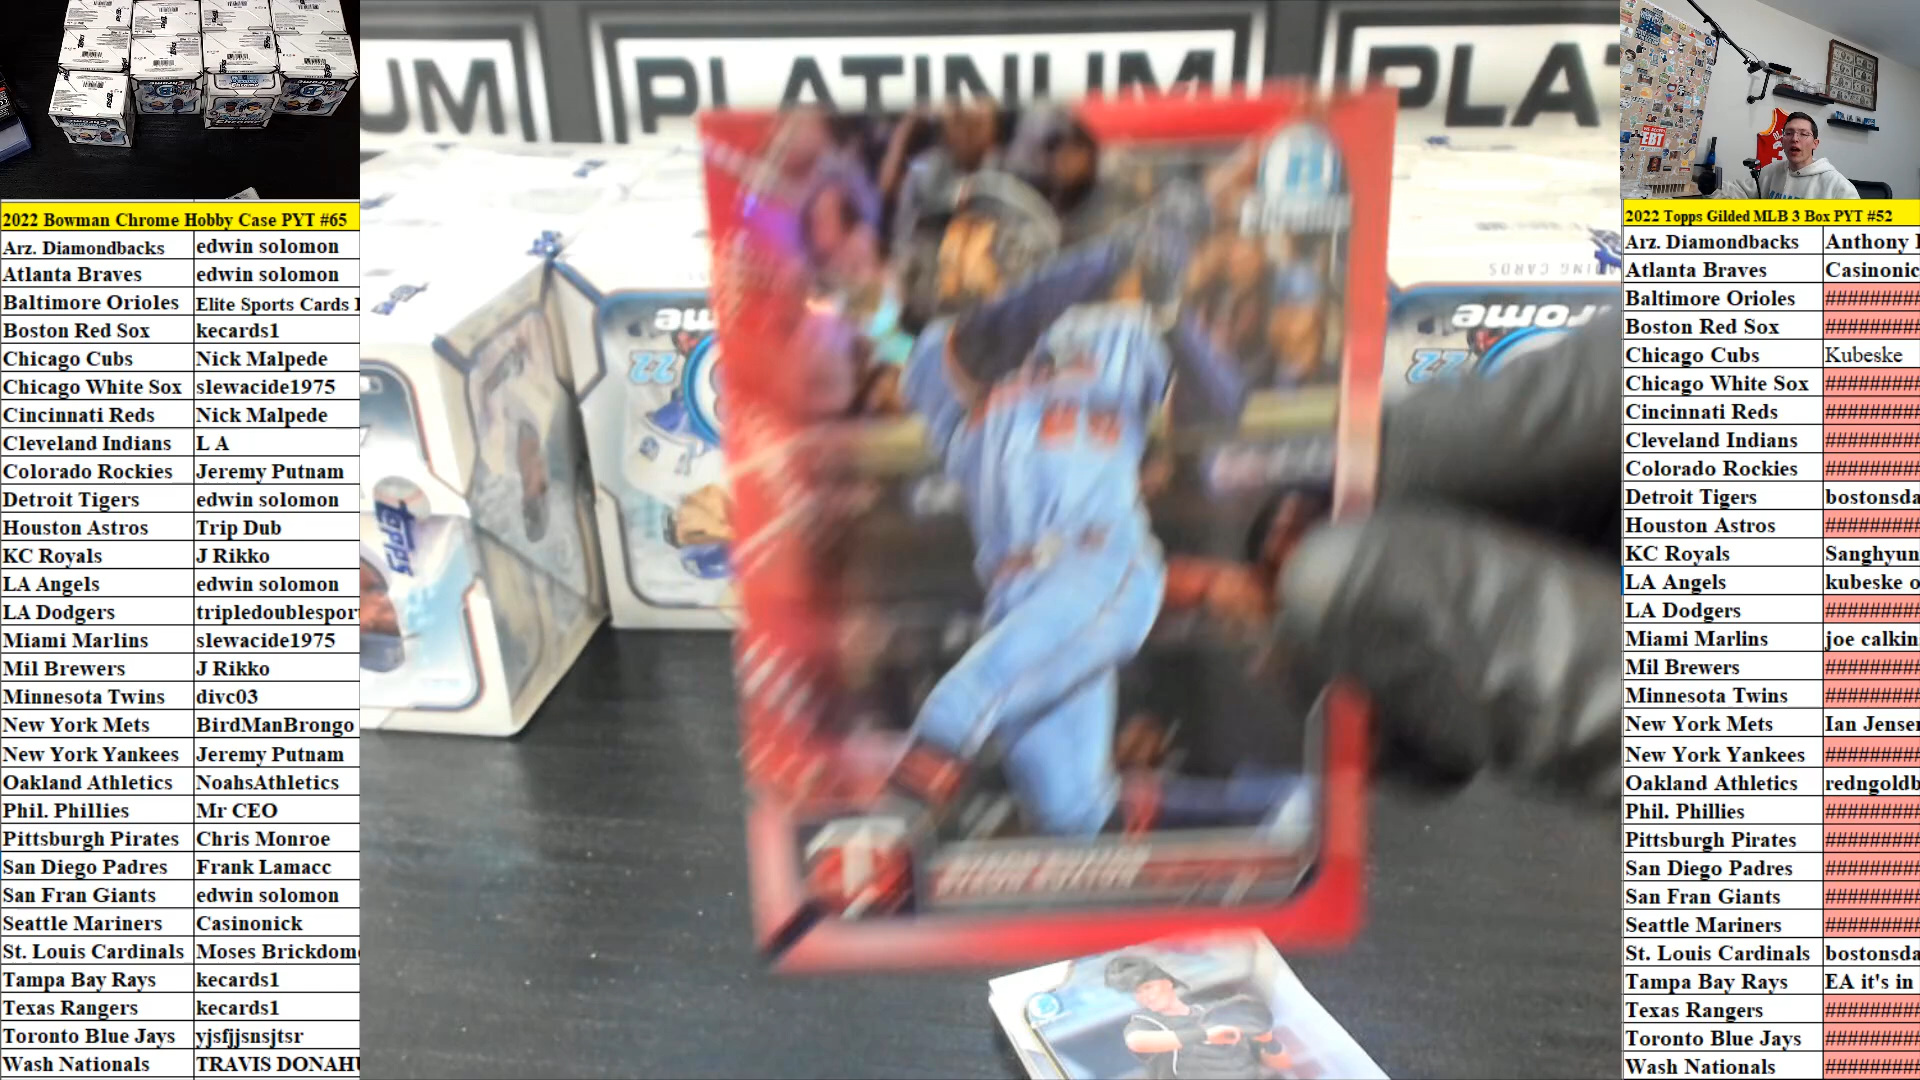 PLATINUM
PLA
UM
2022 Bowman Chrome Hobby Case PYT #65
Arz. Diamondbacks edwin solomon
Atlanta Braves edwin solomon
Baltimore Orioles Elite Sports Cards
Boston Red Sox kecards1
Chicago Cubs Nick Malpede
Chicago White Sox slewacide1975
Cincinnati Reds Nick Malpede
Cleveland Indians L A
Colorado Rockies Jeremy Putnam
Detroit Tigers edwin solomon
Houston Astros Trip Dub
KC Royals J Rikko
LA Angels edwin solomon
LA Dodgers tripledoublespor
Miami Marlins slewacide1975
Mil Brewers J Rikko
Minnesota Twins divc03
New York Mets BirdManBrongo
New York Yankees Jeremy Putnam
Oakland Athletics NoahsAthletics
Phil. Phillies Mr CEO
Pittsburgh Pirates Chris Monroe
San Diego Padres Frank Lamacc
San Fran Giants edwin solomon
Seattle Mariners Casinonick
St. Louis Cardinals Moses Brickdom
Tampa Bay Rays kecards1
Texas Rangers kecards1
Toronto Blue Jays yjsfjjsnsjtsr
Wash Nationals TRAVIS DONAH
topps
22
22
rome
EBT
2022 Topps Gilded MLB 3 Box PYT #52
Arz. Diamondbacks Anthony
Atlanta Braves Casinonic
Baltimore Orioles #########
Boston Red Sox #########
Chicago Cubs Kubeske
Chicago White Sox #########
Cincinnati Reds #########
Cleveland Indians #########
Colorado Rockies #########
Detroit Tigers bostonsda
Houston Astros #########
KC Royals Sanghyun
LA Angels kubeske o
LA Dodgers #########
Miami Marlins joe calkin
Mil Brewers #########
Minnesota Twins #########
New York Mets Ian Jensen
New York Yankees #########
Oakland Athletics redngoldb
Phil. Phillies #########
Pittsburgh Pirates #########
San Diego Padres #########
San Fran Giants #########
Seattle Mariners #########
St. Louis Cardinals bostonsda
Tampa Bay Rays EA it's in
Texas Rangers #########
Toronto Blue Jays #########
Wash Nationals #########